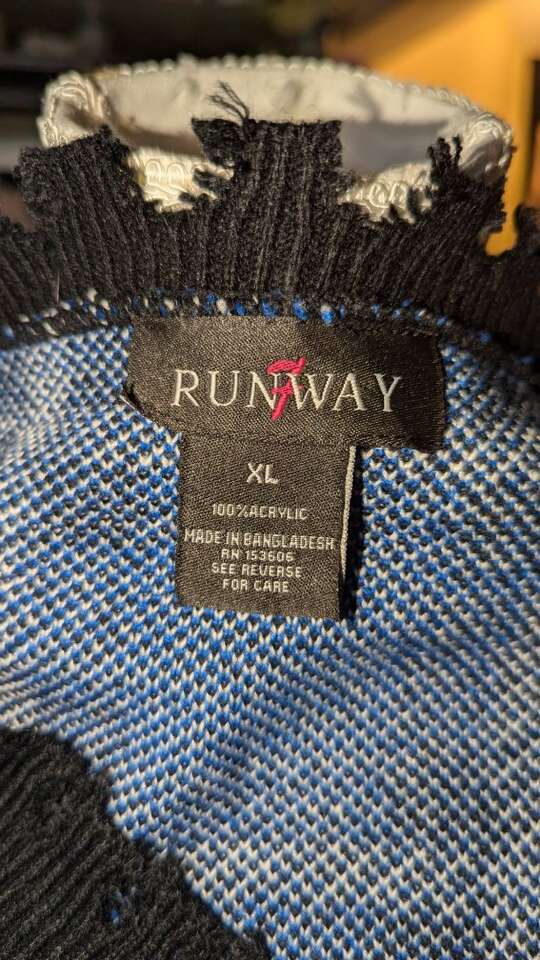 RUN7WAY
XL
100% ACRYLIC
MADE IN BANGLADESH
RN 153606
SEE REVERSE
FOR CARE